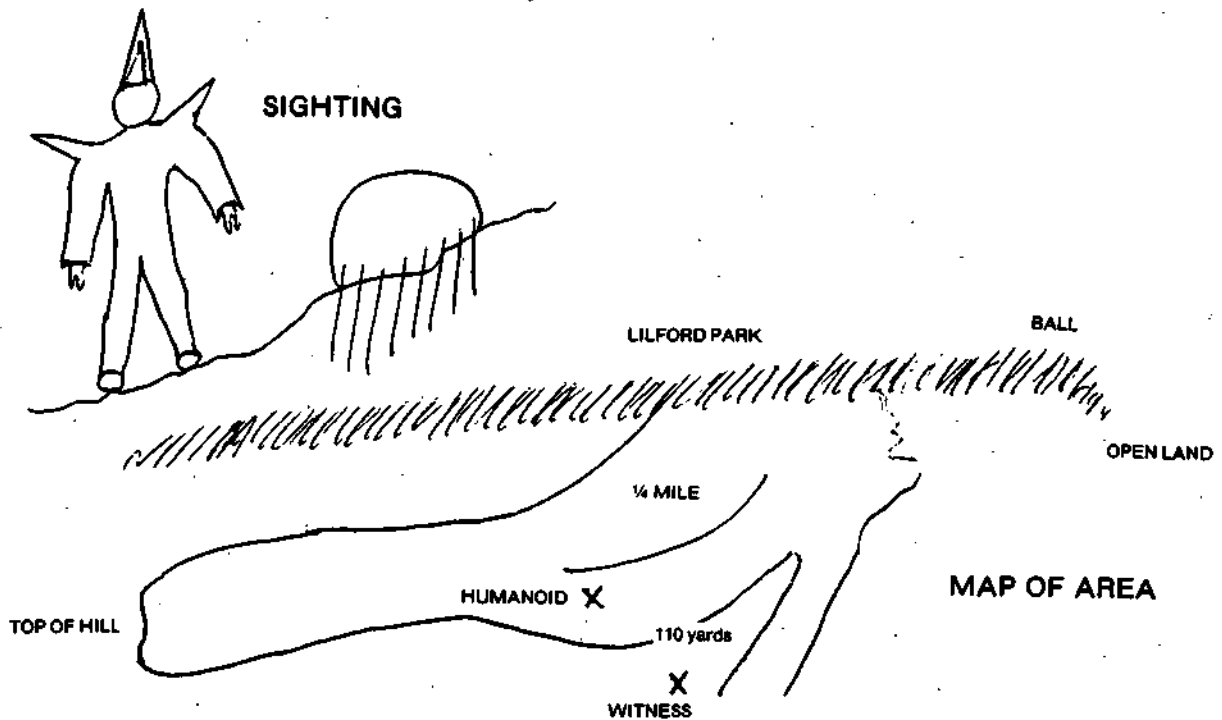 SIGHTING
LILFORD PARK
BALL
OPEN LAND
¼ MILE
HUMANOID X
MAP OF AREA
TOP OF HILL
110 yards
X
WITNESS